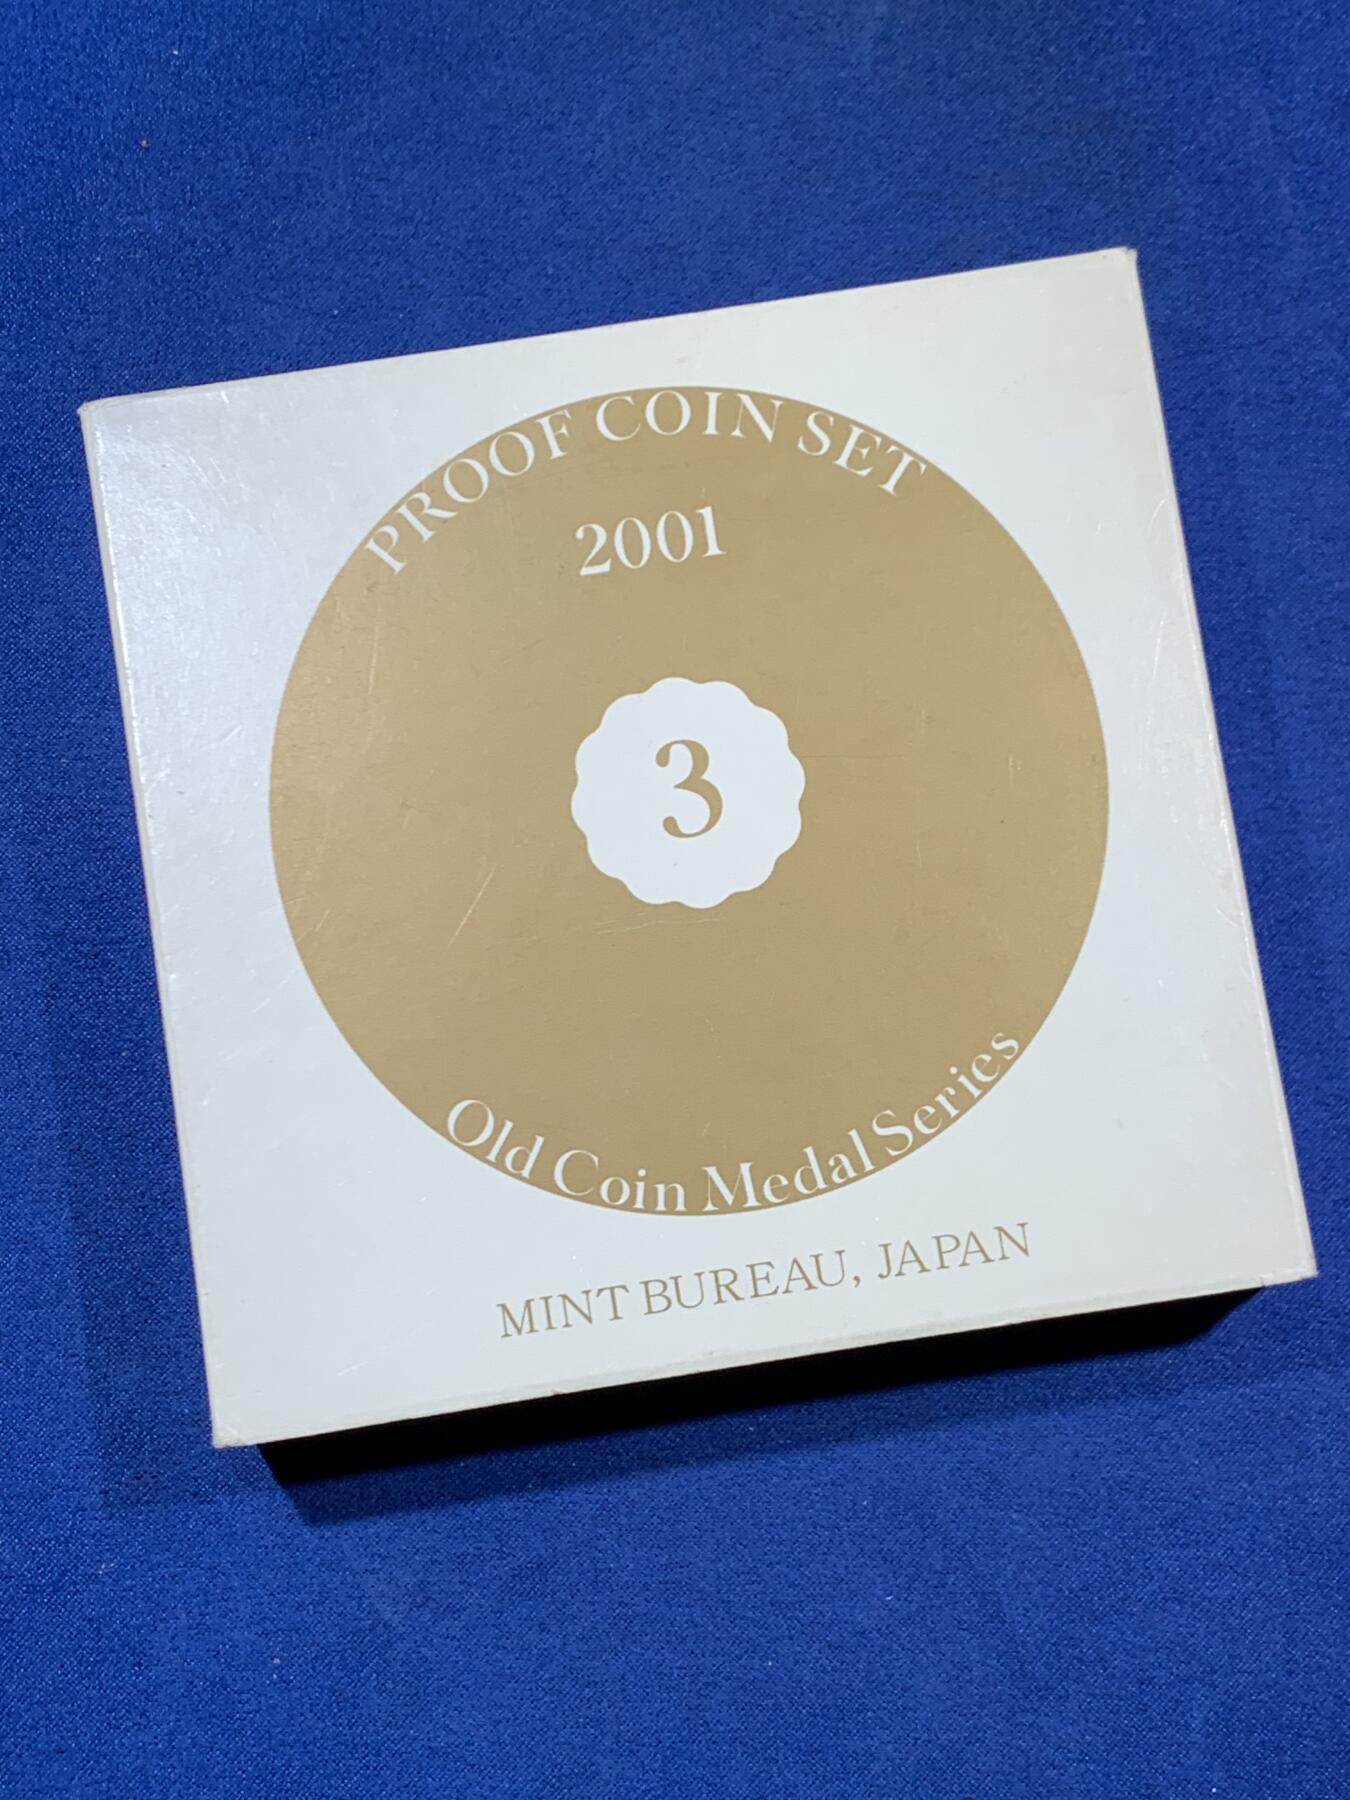 PROOF COIN SET
2001
3
Old Coin Medal Series
MINT BUREAU, JAPAN